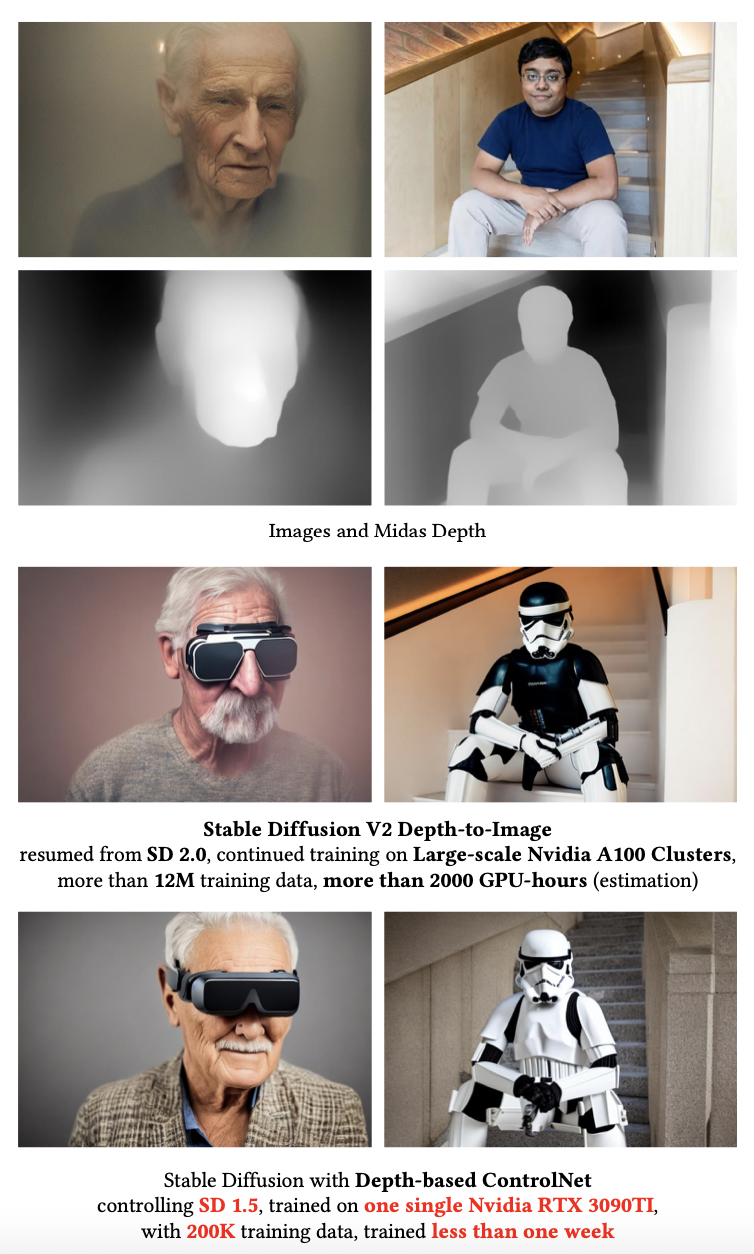 Images and Midas Depth
Stable Diffusion V2 Depth-to-Image
resumed from SD 2.0, continued training on Large-scale Nvidia A100 Clusters,
more than 12M training data, more than 2000 GPU-hours (estimation)
Stable Diffusion with Depth-based ControlNet
controlling SD 1.5, trained on one single Nvidia RTX 3090TI,
with 200K training data, trained less than one week